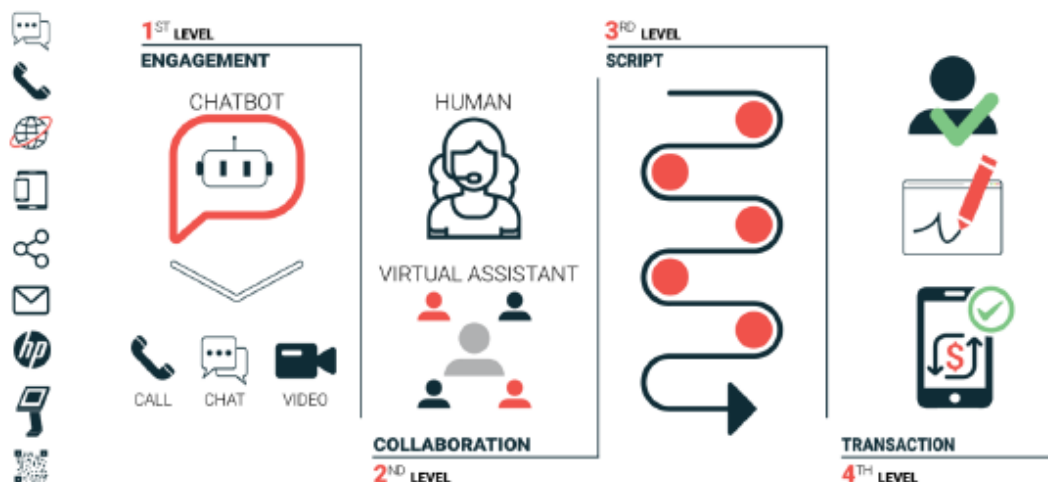 1ST LEVEL
ENGAGEMENT
CHATBOT
CALL
CHAT
VIDEO
HUMAN
VIRTUAL ASSISTANT
COLLABORATION
2ND LEVEL
3RD LEVEL
SCRIPT
$
TRANSACTION
4TH LEVEL
hp